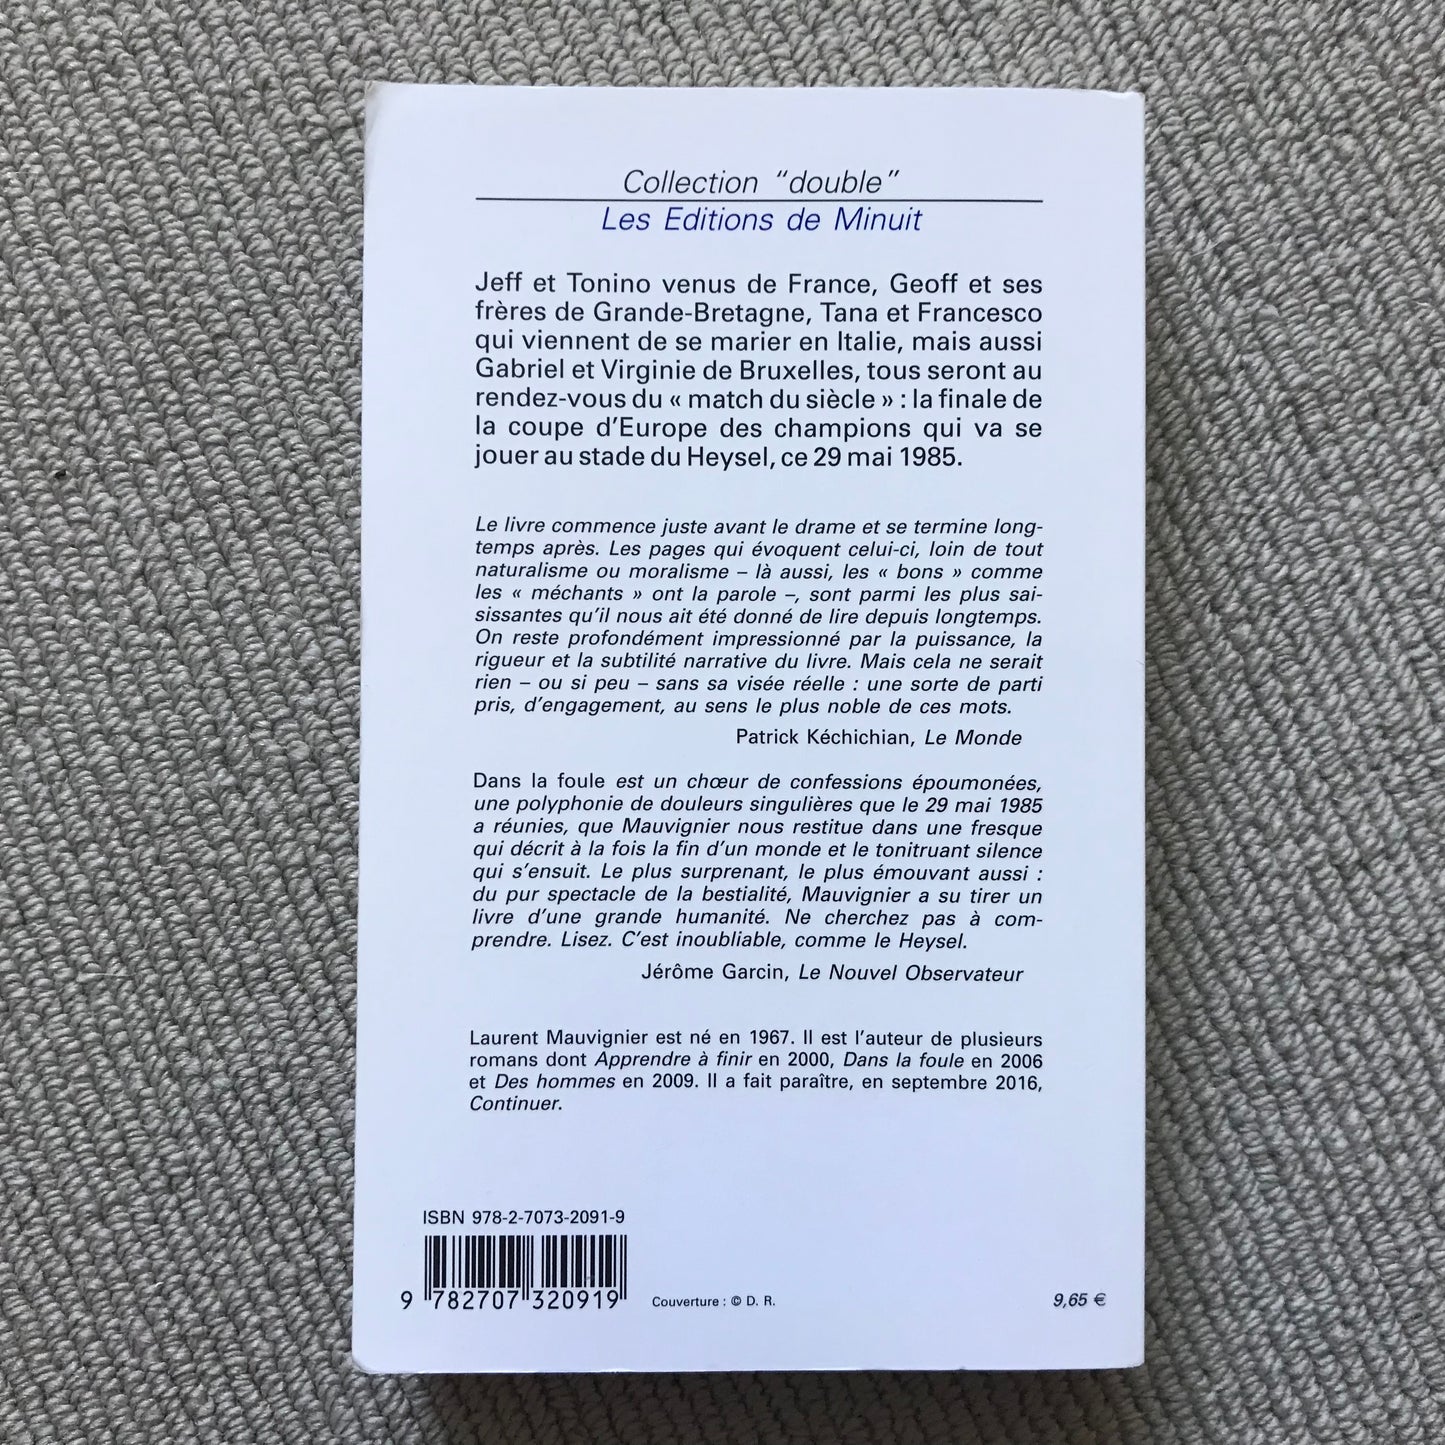 Collection "double"
Les Editions de Minuit
Jeff et Tonino venus de France, Geoff et ses
frères de Grande-Bretagne, Tana et Francesco
qui viennent de se marier en Italie, mais aussi
Gabriel et Virginie de Bruxelles, tous seront au
rendez-vous du « match du siècle » : la finale de
la coupe d'Europe des champions qui va se
jouer au stade du Heysel, ce 29 mai 1985.
Le livre commence juste avant le drame et se termine long-
temps après. Les pages qui évoquent celui-ci, loin de tout
naturalisme ou moralisme – là aussi, les « bons » comme
les « méchants » ont la parole –, sont parmi les plus sai-
sissantes qu'il nous ait été donné de lire depuis longtemps.
On reste profondément impressionné par la puissance, la
rigueur et la subtilité narrative du livre. Mais cela ne serait
rien – ou si peu – sans sa visée réelle : une sorte de parti
pris, d'engagement, au sens le plus noble de ces mots.
Patrick Kéchichian, Le Monde
Dans la foule est un chœur de confessions époumonées,
une polyphonie de douleurs singulières que le 29 mai 1985
a réunies, que Mauvignier nous restitue dans une fresque
qui décrit à la fois la fin d'un monde et le tonitruant silence
qui s'ensuit. Le plus surprenant, le plus émouvant aussi :
du pur spectacle de la bestialité, Mauvignier a su tirer un
livre d'une grande humanité. Ne cherchez pas à com-
prendre. Lisez. C'est inoubliable, comme le Heysel.
Jérôme Garcin, Le Nouvel Observateur
Laurent Mauvignier est né en 1967. Il est l'auteur de plusieurs
romans dont Apprendre à finir en 2000, Dans la foule en 2006
et Des hommes en 2009. Il a fait paraître, en septembre 2016,
Continuer.
ISBN 978-2-7073-2091-9
9 782707 320919
Couverture : © D. R.
9,65 €